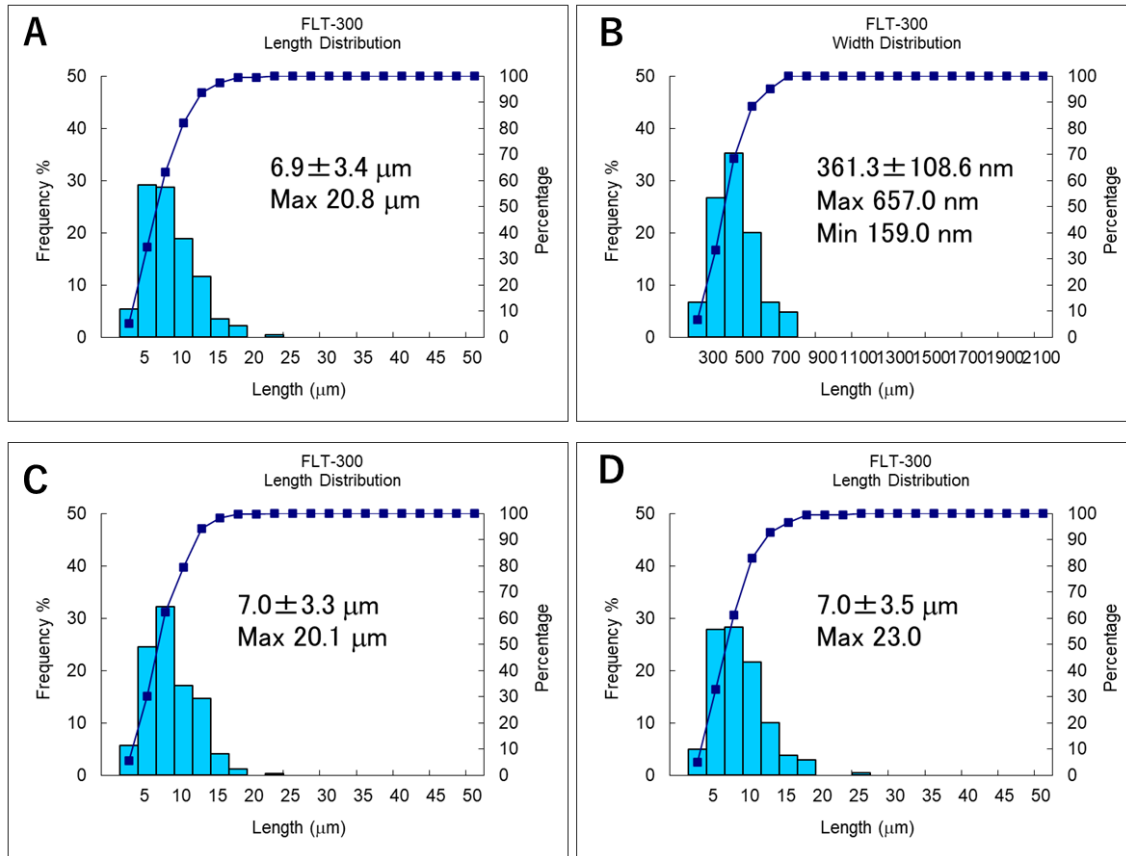 A
FLT-300
Length Distribution
50
40
30
20
10
0
Frequency %
100
90
80
70
60
50
40
30
20
10
0
Percentage
6.9±3.4 μm
Max 20.8 μm
5 10 15 20 25 30 35 40 45 50
Length (μm)
B
FLT-300
Width Distribution
50
40
30
20
10
0
Frequency %
100
90
80
70
60
50
40
30
20
10
0
Percentage
361.3±108.6 nm
Max 657.0 nm
Min 159.0 nm
300 500 700 900 1100 1300 1500 1700 1900 2100
Length (μm)
C
FLT-300
Length Distribution
50
40
30
20
10
0
Frequency %
100
90
80
70
60
50
40
30
20
10
0
Percentage
7.0±3.3 μm
Max 20.1 μm
5 10 15 20 25 30 35 40 45 50
Length (μm)
D
FLT-300
Length Distribution
50
40
30
20
10
0
Frequency %
100
90
80
70
60
50
40
30
20
10
0
Percentage
7.0±3.5 μm
Max 23.0
5 10 15 20 25 30 35 40 45 50
Length (μm)